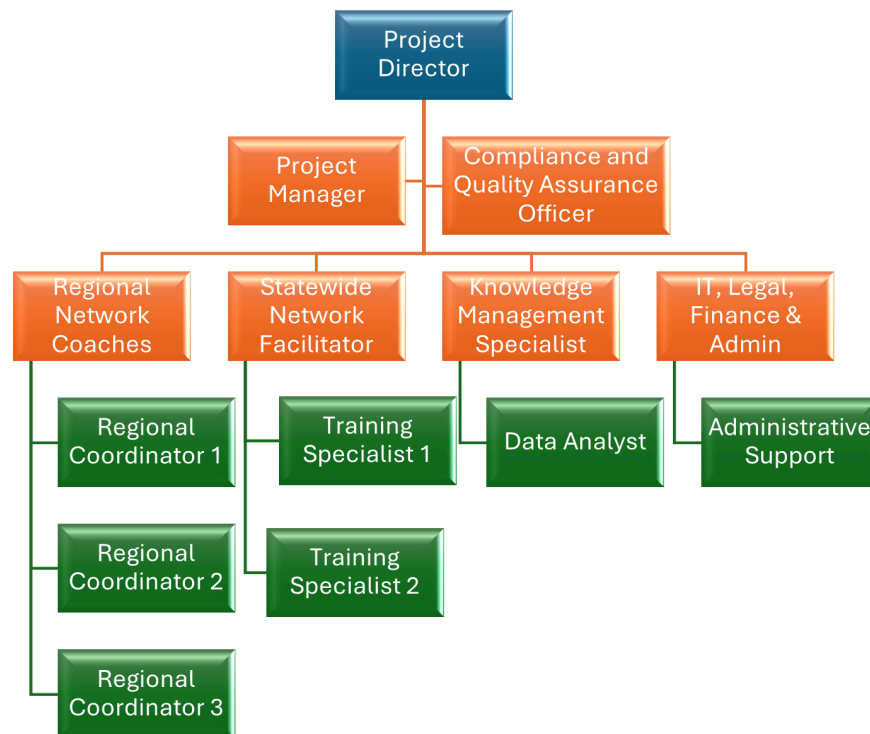 Project
Director
Project
Manager
Compliance and
Quality Assurance
Officer
Regional
Network
Coaches
Statewide
Network
Facilitator
Knowledge
Management
Specialist
IT, Legal,
Finance &
Admin
Regional
Coordinator 1
Training
Specialist 1
Data Analyst
Administrative
Support
Regional
Coordinator 2
Training
Specialist 2
Regional
Coordinator 3